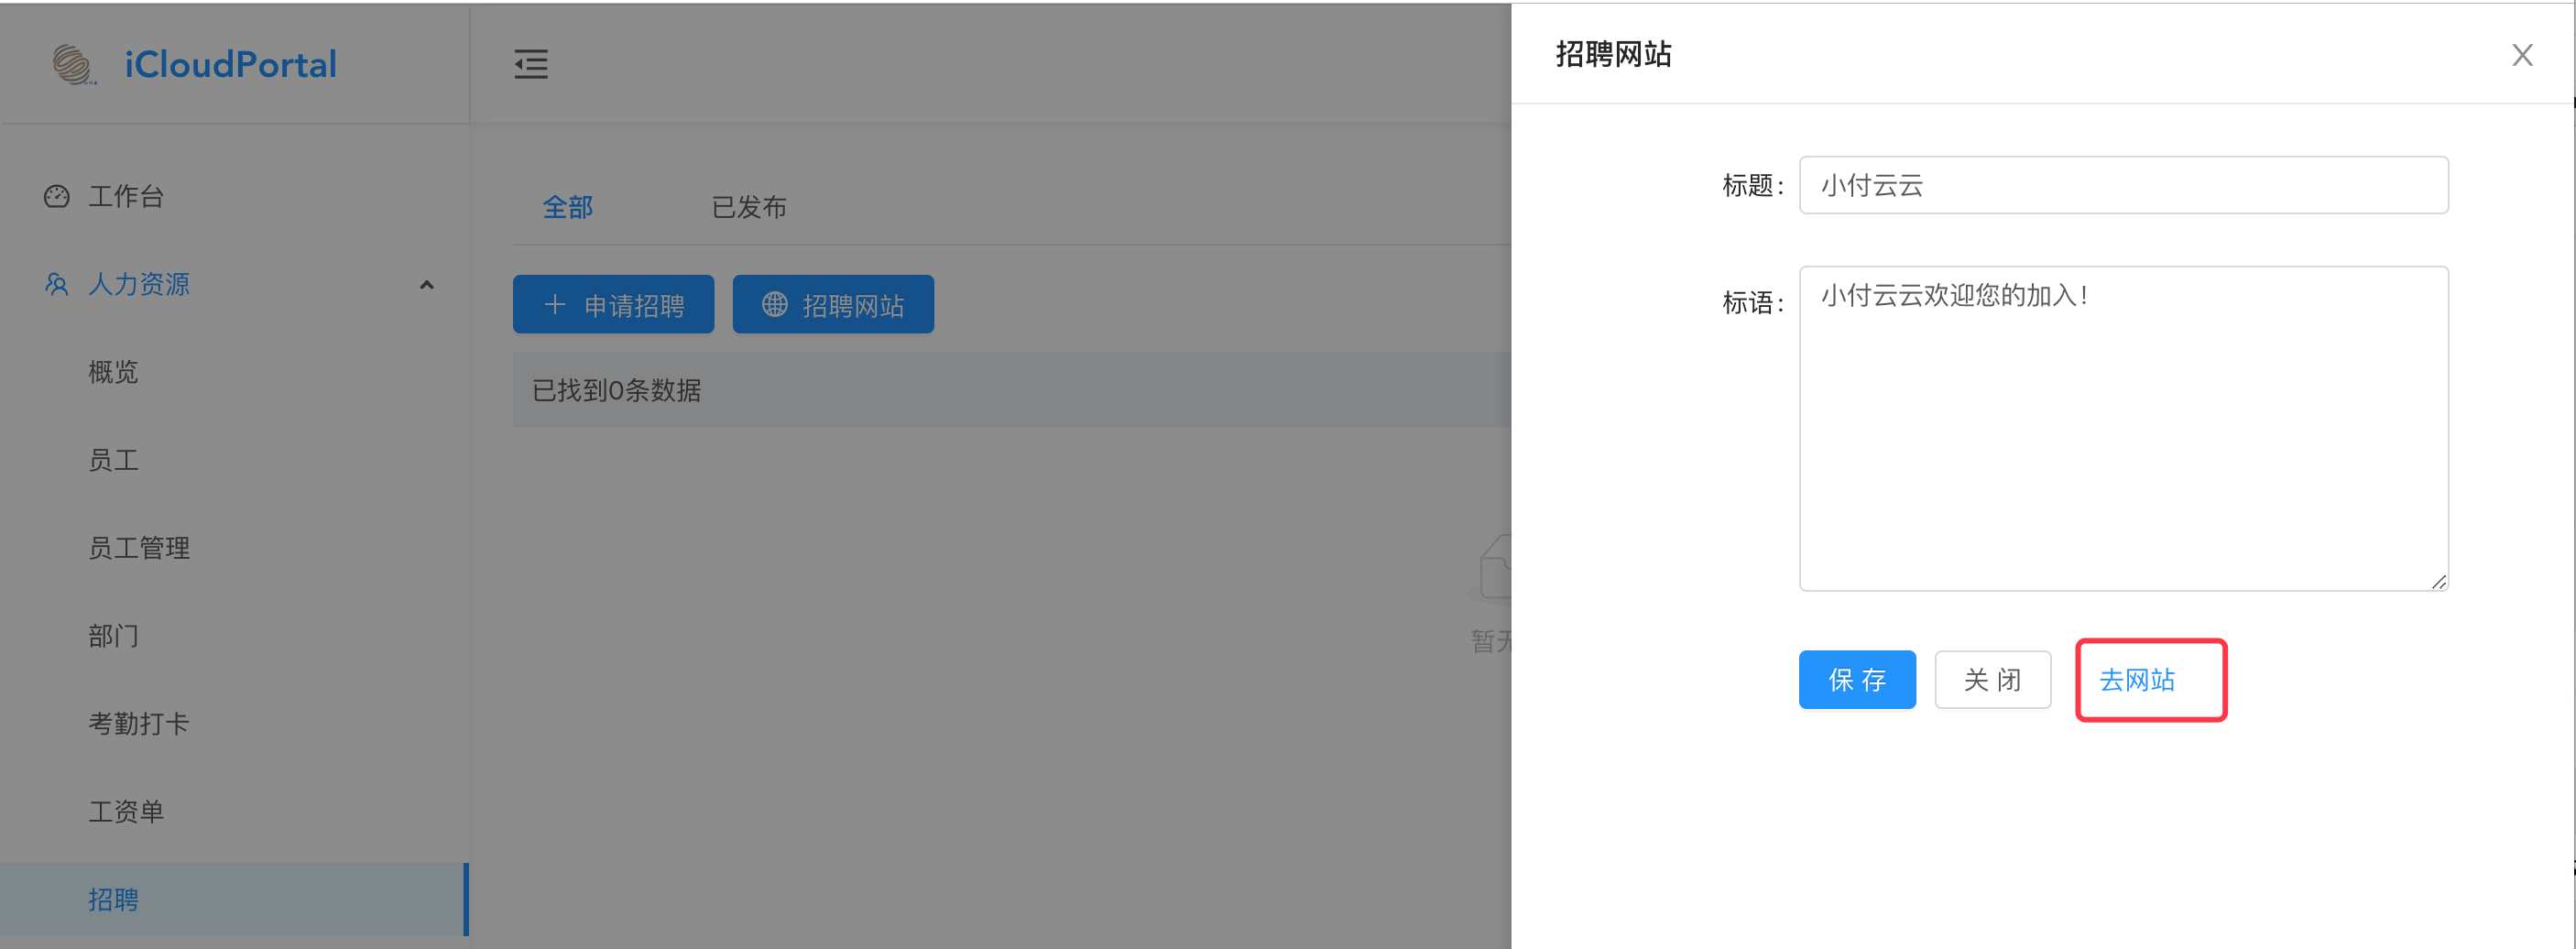 iCloudPortal
工作台
人力资源
概览
员工
员工管理
部门
考勤打卡
工资单
招聘
全部 已发布
申请招聘 招聘网站
已找到0条数据
暂无
招聘网站
标题: 小付云云
标语: 小付云云欢迎您的加入!
保 存 关 闭 去网站